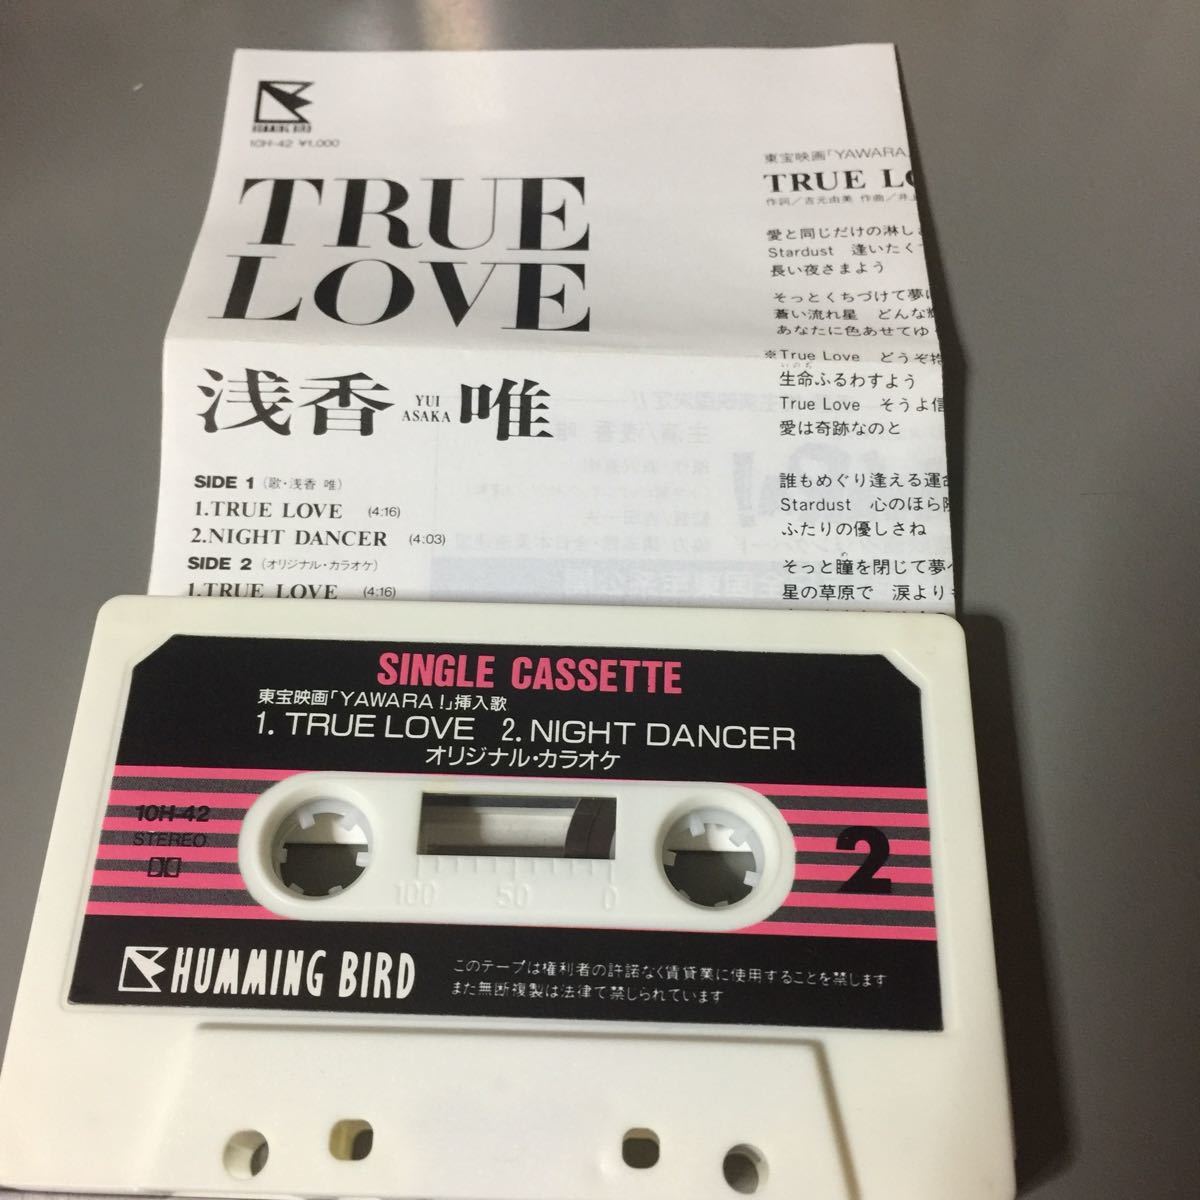 HUMMING BIRD
10H-42 ¥1,000
TRUE
LOVE
浅香 唯
YUI
ASAKA
SIDE 1 (歌・浅香 唯)
1.TRUE LOVE (4:16)
2.NIGHT DANCER (4:03)
SIDE 2 (オリジナル・カラオケ)
1.TRUE LOVE (4:16)
東宝映画「YAWARA
TRUE LO
作詞/吉元由美 作曲/井上
愛と同じだけの淋し
Stardust 逢いたく
長い夜さまよう
そっとくちづけて夢
蒼い流れ星 どんな
あなたに色あせてゆ
※True Love どうぞ
いのち
生命ふるわすよう
True Love そうよ信
愛は奇跡なのと
誰もめぐり逢える運
Stardust 心のほら
ふたりの優しさね
そっと瞳を閉じて夢
星の草原で 涙より
SINGLE CASSETTE
東宝映画「YAWARA!」挿入歌
1. TRUE LOVE 2. NIGHT DANCER
オリジナル・カラオケ
10H-42
STEREO
2
100 50 0
HUMMING BIRD
このテープは権利者の許諾なく賃貸業に使用することを禁します
また無断複製は法律て禁しられています